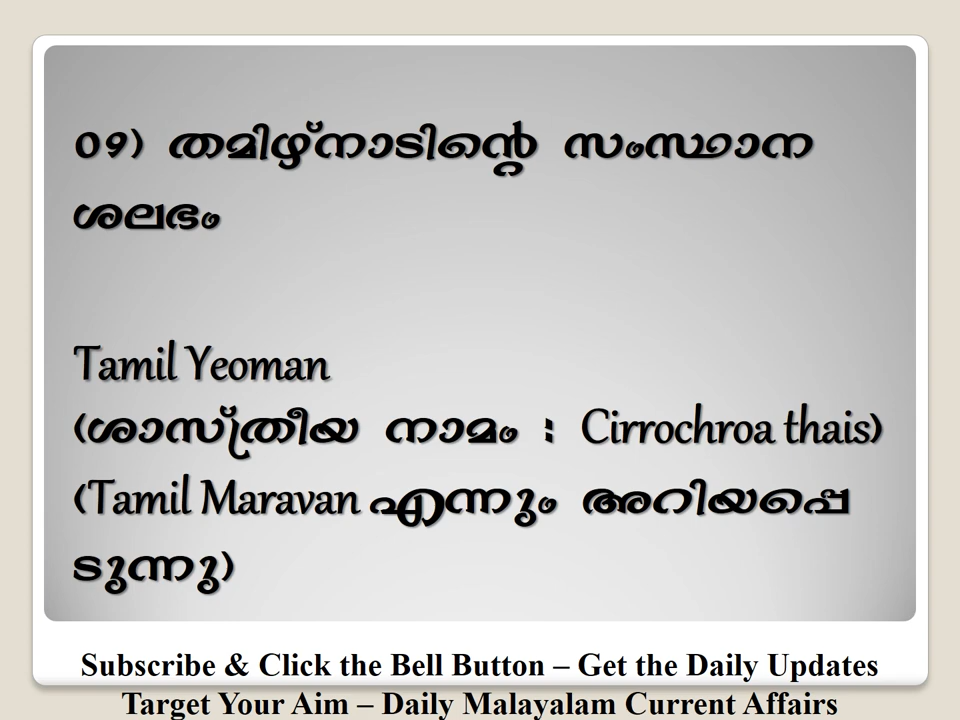 09) തമിഴ്നാടിന്റെ സംസ്ഥാന
ശലഭം
Tamil Yeoman
(ശാസ്ത്രീയ നാമം : Cirrochroa thais)
(Tamil Maravan എന്നും അറിയപ്പെ
ടുന്നു)
Subscribe & Click the Bell Button – Get the Daily Updates
Target Your Aim – Daily Malayalam Current Affairs